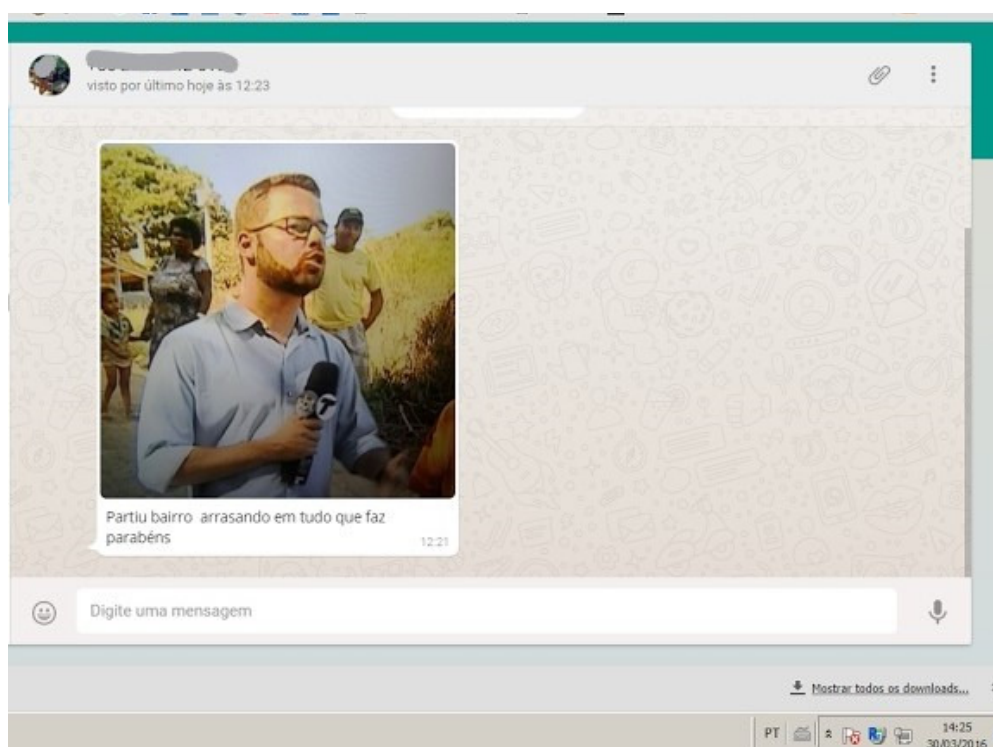 visto por último hoje às 12:23
Partiu bairro arrasando em tudo que faz
parabéns
12:21
Digite uma mensagem
Mostrar todos os downloads...
PT
14:25
30/03/2016